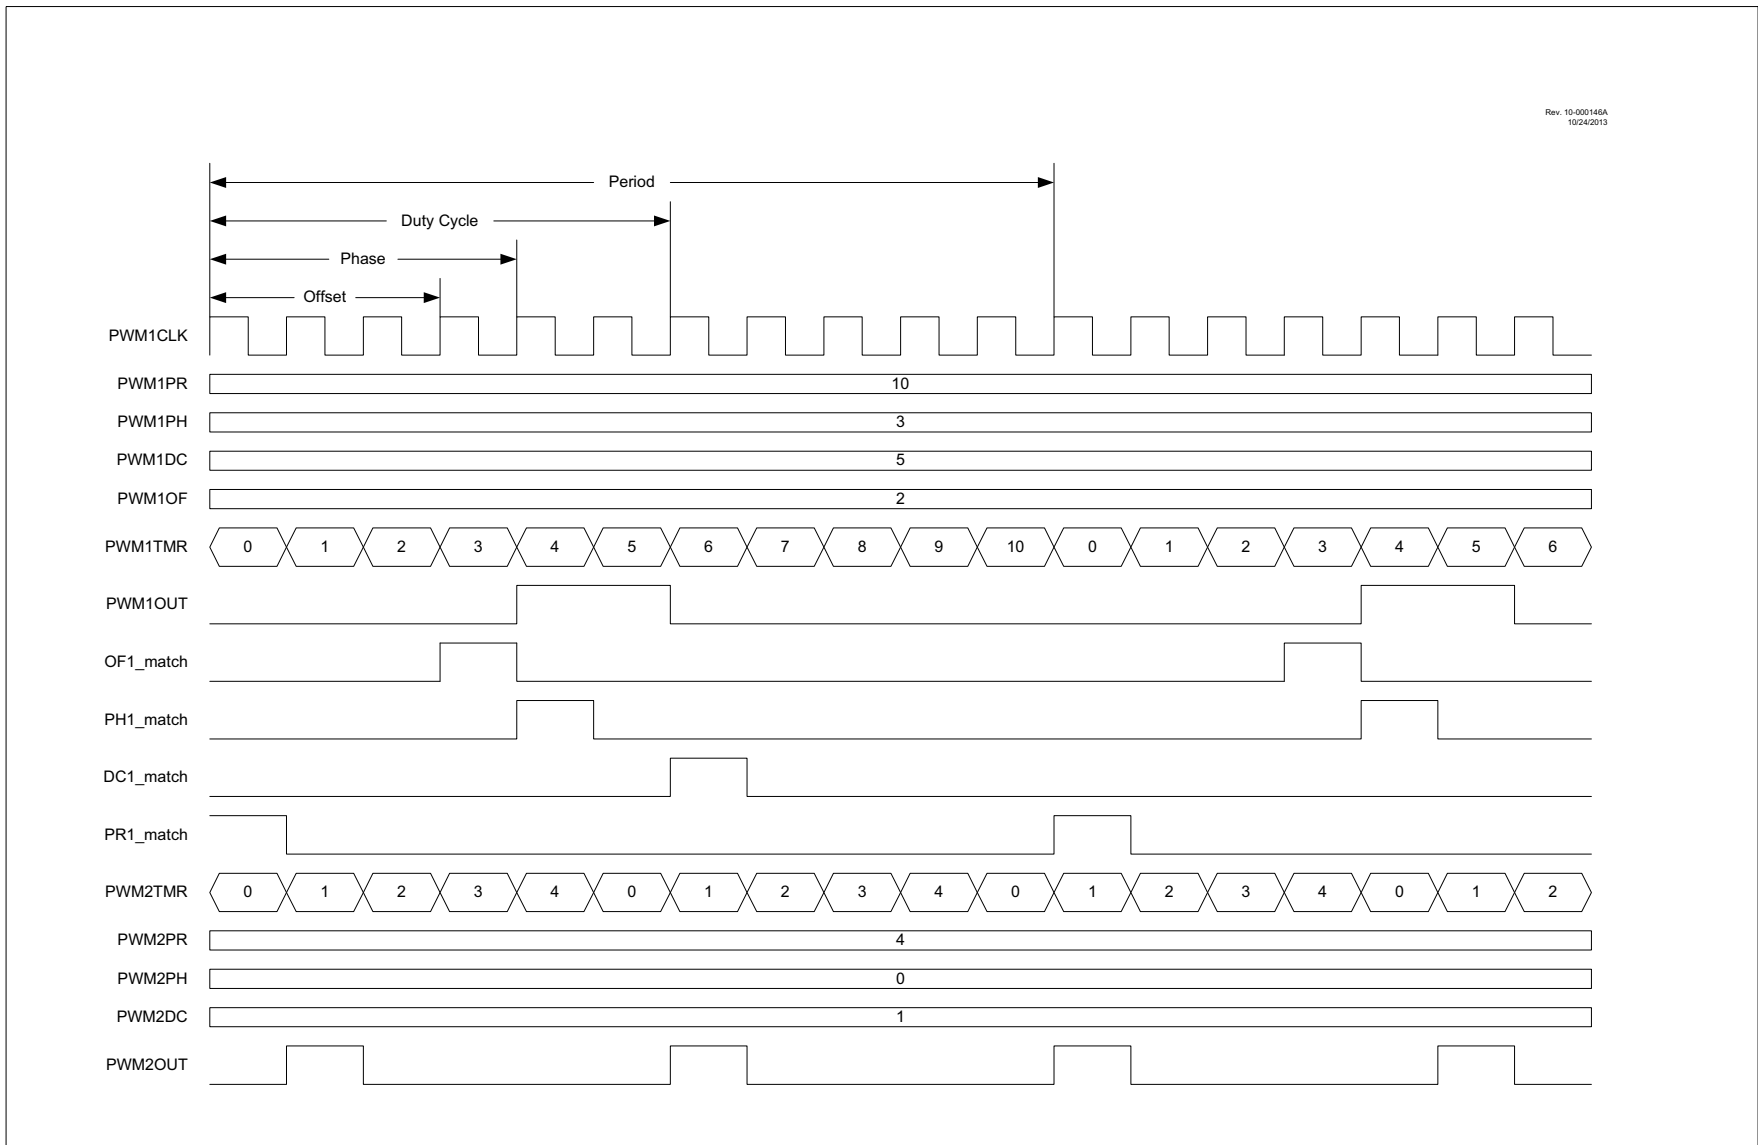 Rev. 10-000146A
10/24/2013
Period
Duty Cycle
Phase
Offset
PWM1CLK
PWM1PR 10
PWM1PH 3
PWM1DC 5
PWM1OF 2
PWM1TMR 0 1 2 3 4 5 6 7 8 9 10 0 1 2 3 4 5 6
PWM1OUT
OF1_match
PH1_match
DC1_match
PR1_match
PWM2TMR 0 1 2 3 4 0 1 2 3 4 0 1 2 3 4 0 1 2
PWM2PR 4
PWM2PH 0
PWM2DC 1
PWM2OUT